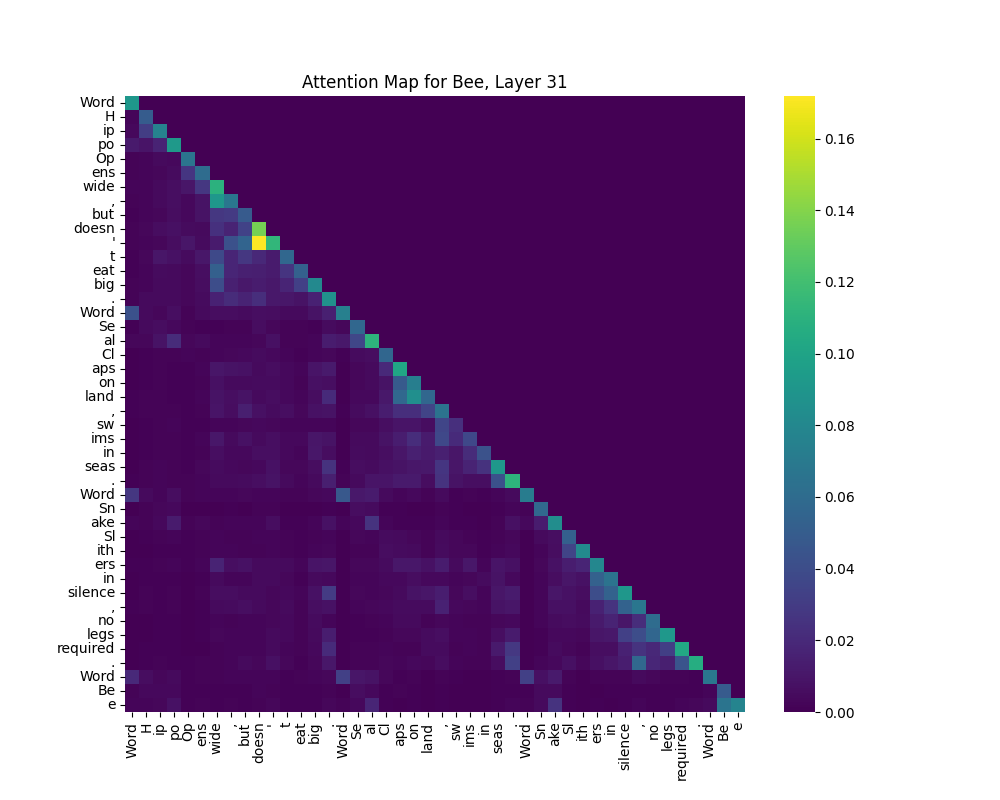 Attention Map for Bee, Layer 31
Word
H
ip
po
Op
ens
wide
,
but
doesn
'
t
eat
big
.
Word
Se
al
Cl
aps
on
land
,
sw
ims
in
seas
.
Word
Sn
ake
Sl
ith
ers
in
silence
,
no
legs
required
.
Word
Be
e
Word H ip po Op ens wide , but doesn ' t eat big . Word Se al Cl aps on land , sw ims in seas . Word Sn ake Sl ith ers in silence , no legs required . Word Be e
0.16
0.14
0.12
0.10
0.08
0.06
0.04
0.02
0.00